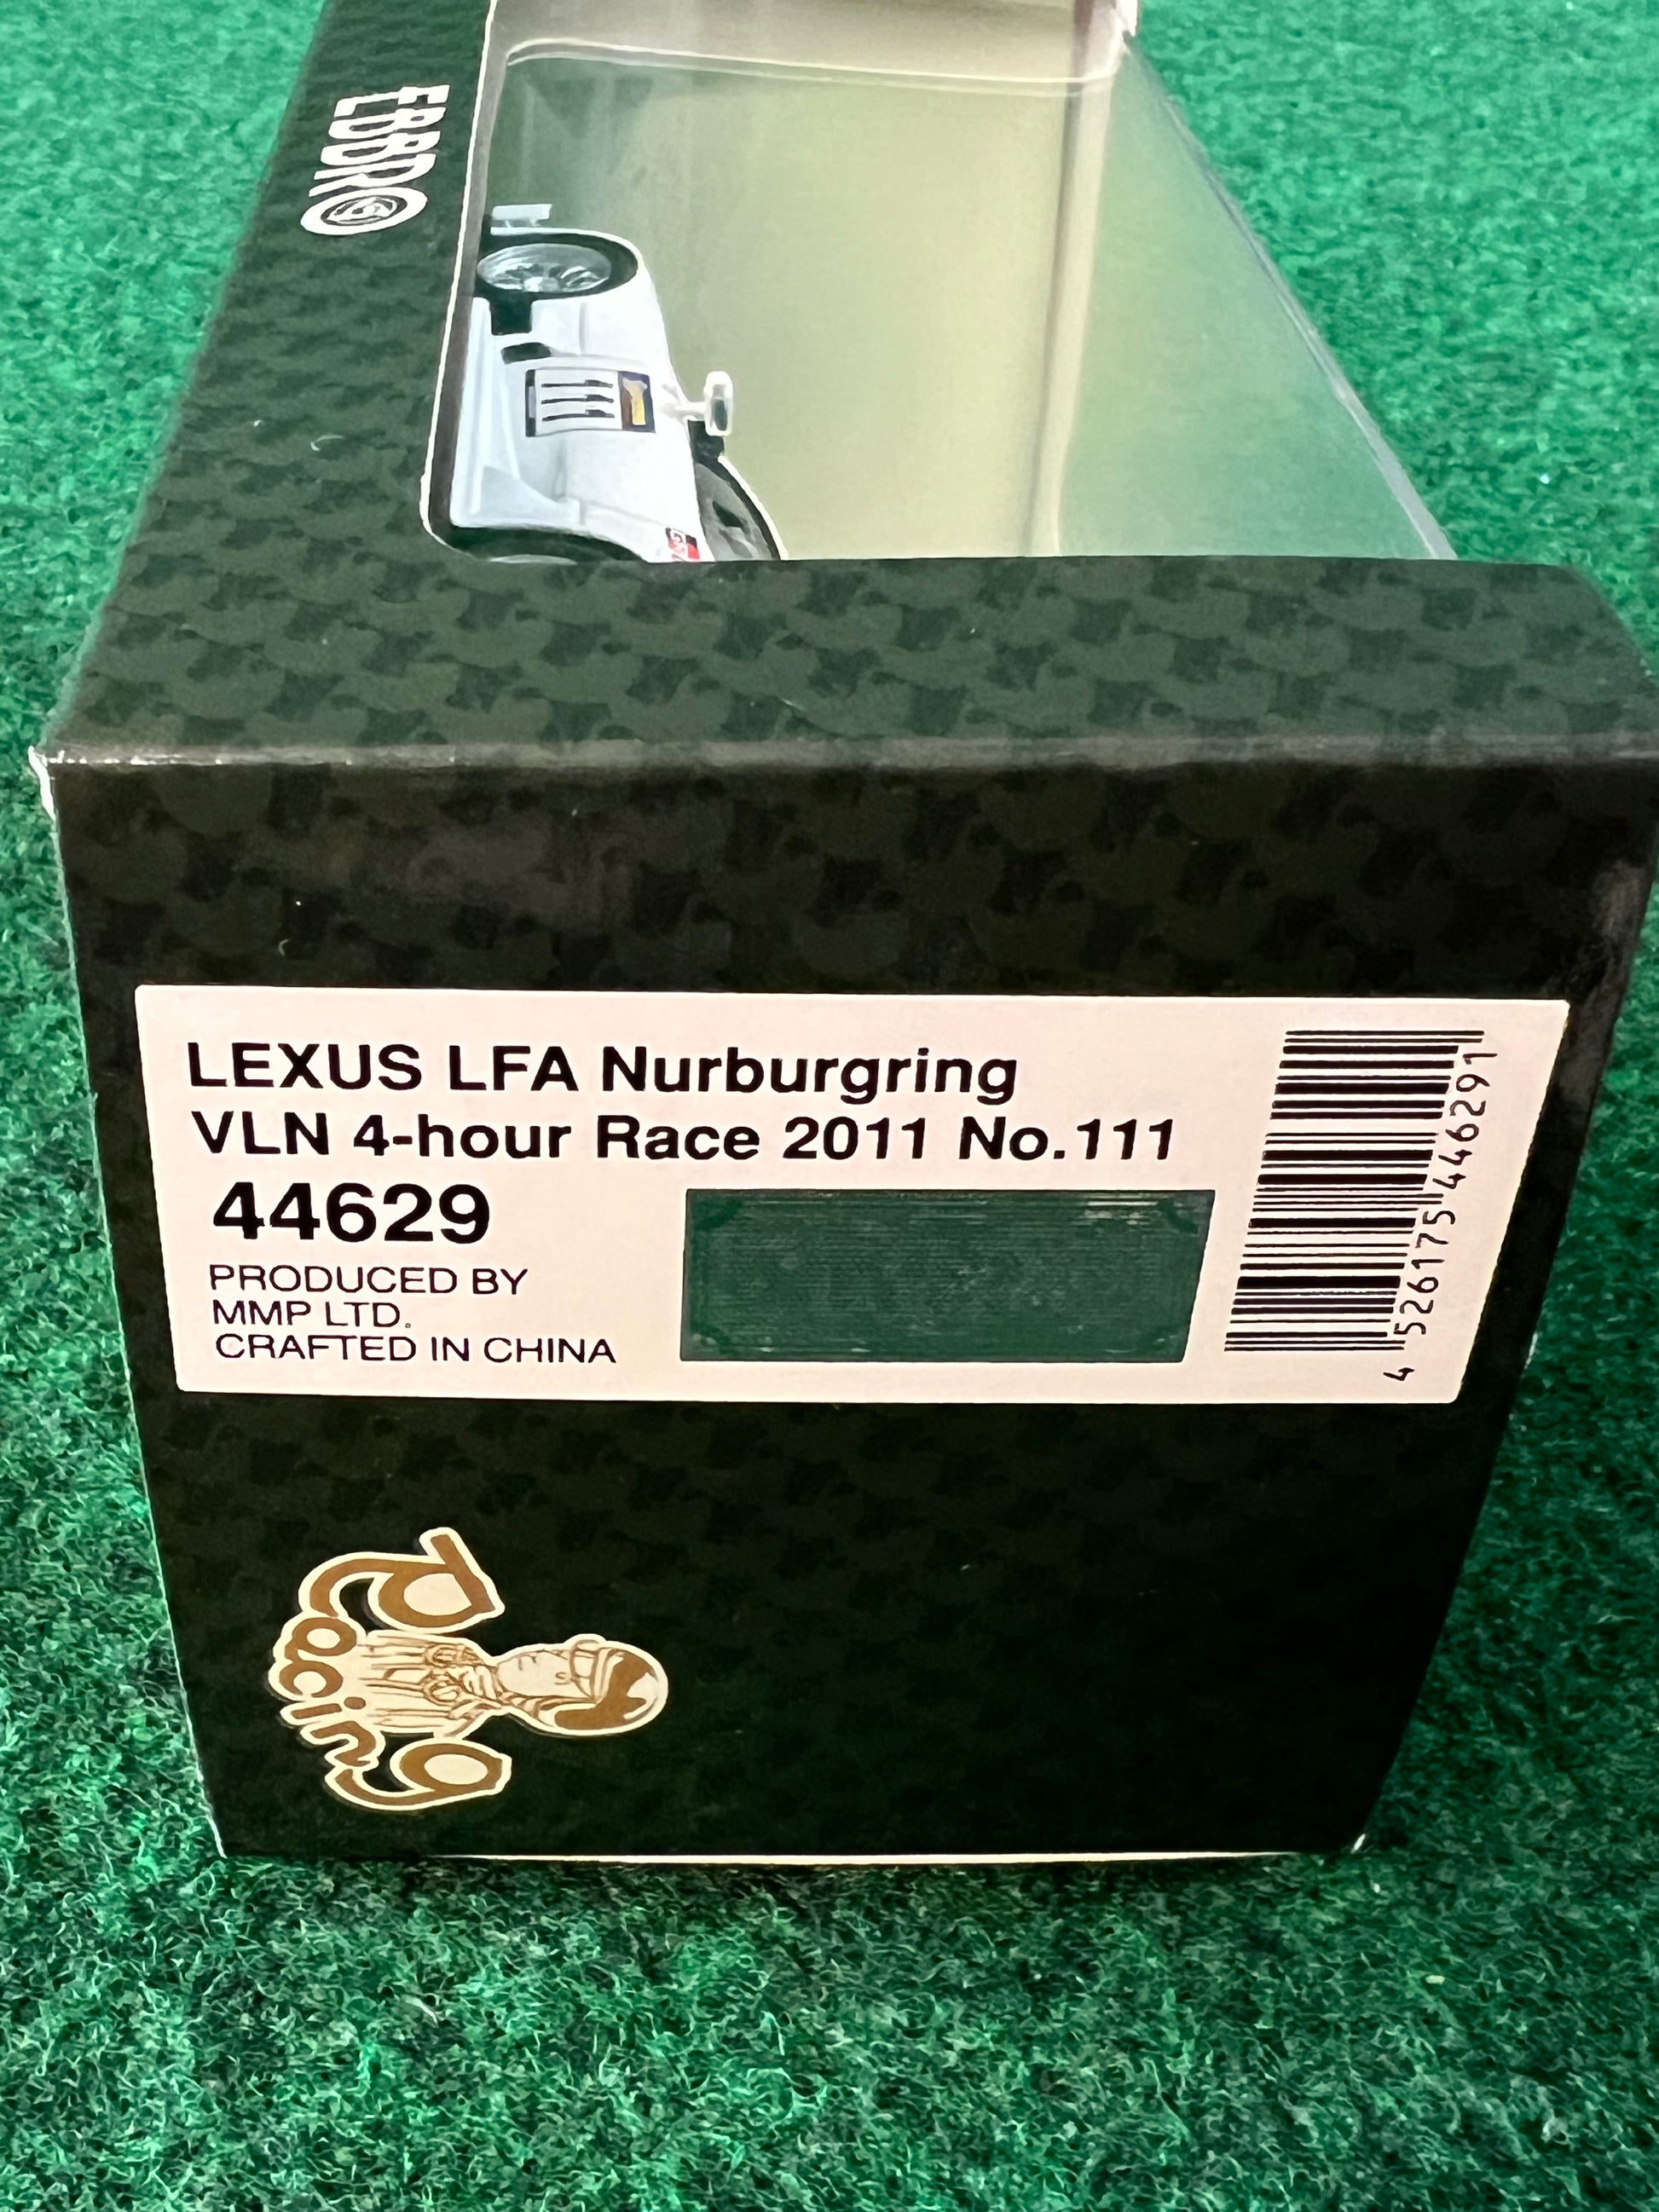 EBBRO
111
LEXUS LFA Nurburgring
VLN 4-hour Race 2011 No.111
44629
PRODUCED BY
MMP LTD.
CRAFTED IN CHINA
4 526175 446291
Racing